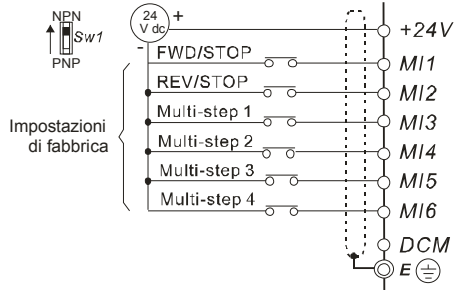 NPN
Sw1
PNP
24
V dc
+
-
+24V
FWD/STOP
MI1
REV/STOP
MI2
Multi-step 1
MI3
Impostazioni
di fabbrica
Multi-step 2
MI4
Multi-step 3
MI5
Multi-step 4
MI6
DCM
E